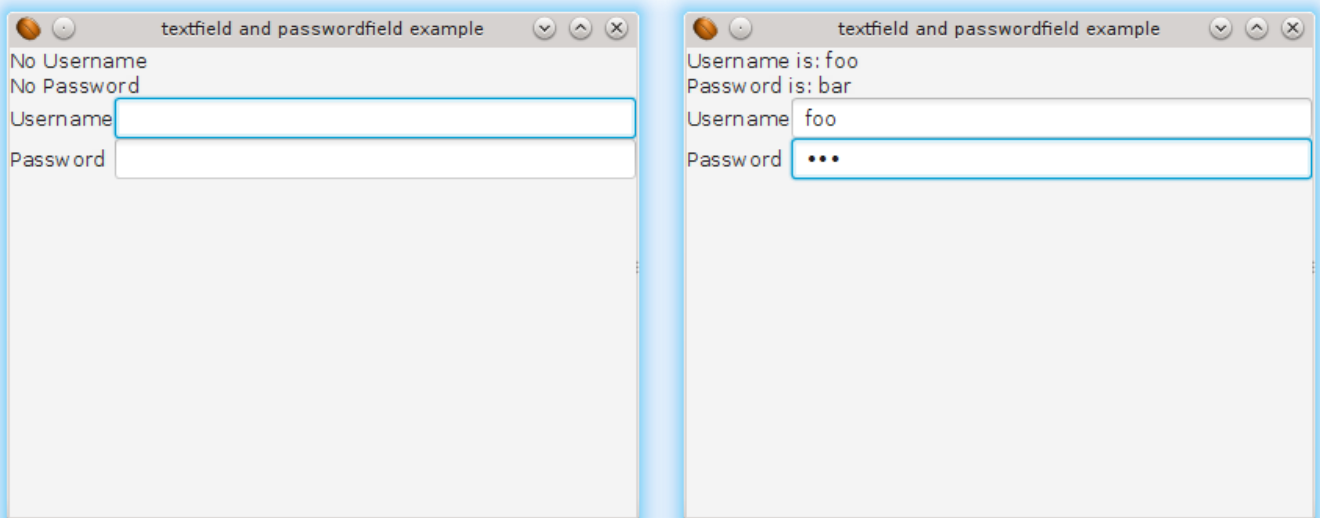 textfield and passwordfield example
No Username
No Password
Username
Password
textfield and passwordfield example
Username is: foo
Password is: bar
Username foo
Password •••